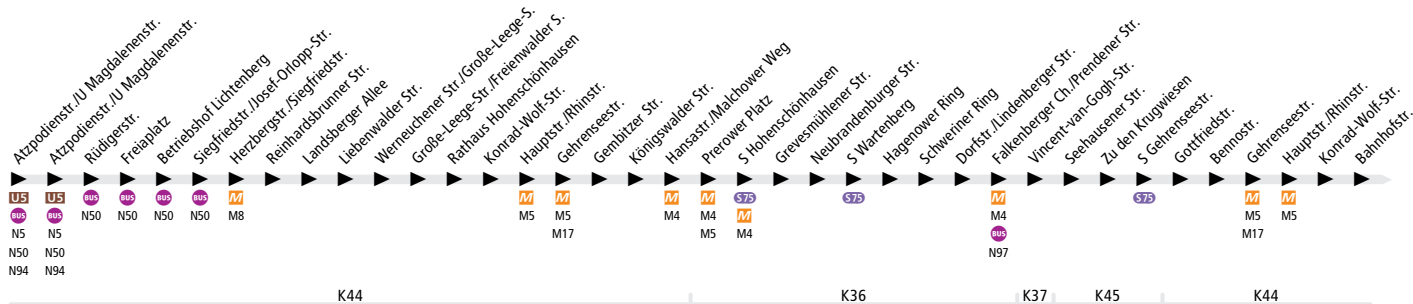 Atzpodienstr./U Magdalenenstr.
Atzpodienstr./U Magdalenenstr.
Rüdigerstr.
Freiaplatz
Betriebshof Lichtenberg
Siegfriedstr./Josef-Orlopp-Str.
Herzbergstr./Siegfriedstr.
Reinhardsbrunner Str.
Landsberger Allee
Liebenwalder Str.
Werneuchener Str./Große-Leege-S.
Große-Leege-Str./Freienwalder S.
Rathaus Hohenschönhausen
Konrad-Wolf-Str.
Hauptstr./Rhinstr.
Gehrenseestr.
Gembitzer Str.
Königswalder Str.
Hansastr./Malchower Weg
Prerower Platz
S Hohenschönhausen
Grevesmühlener Str.
Neubrandenburger Str.
S Wartenberg
Hagenower Ring
Schweriner Ring
Dorfstr./Lindenberger Str.
Falkenberger Ch./Prendener Str.
Vincent-van-Gogh-Str.
Seehausener Str.
Zu den Krugwiesen
S Gehrenseestr.
Gottfriedstr.
Bennostr.
Gehrenseestr.
Hauptstr./Rhinstr.
Konrad-Wolf-Str.
Bahnhofstr.
U5 U5 BUS BUS BUS BUS M M M M M S75 S75 M S75 M M
BUS BUS N50 N50 N50 N50 M8 M5 M5 M4 M4 M M4 M5 M5
N5 N5 M17 M5 M4 BUS M17
N50 N50 N97
N94 N94
K44 K36 K37 K45 K44